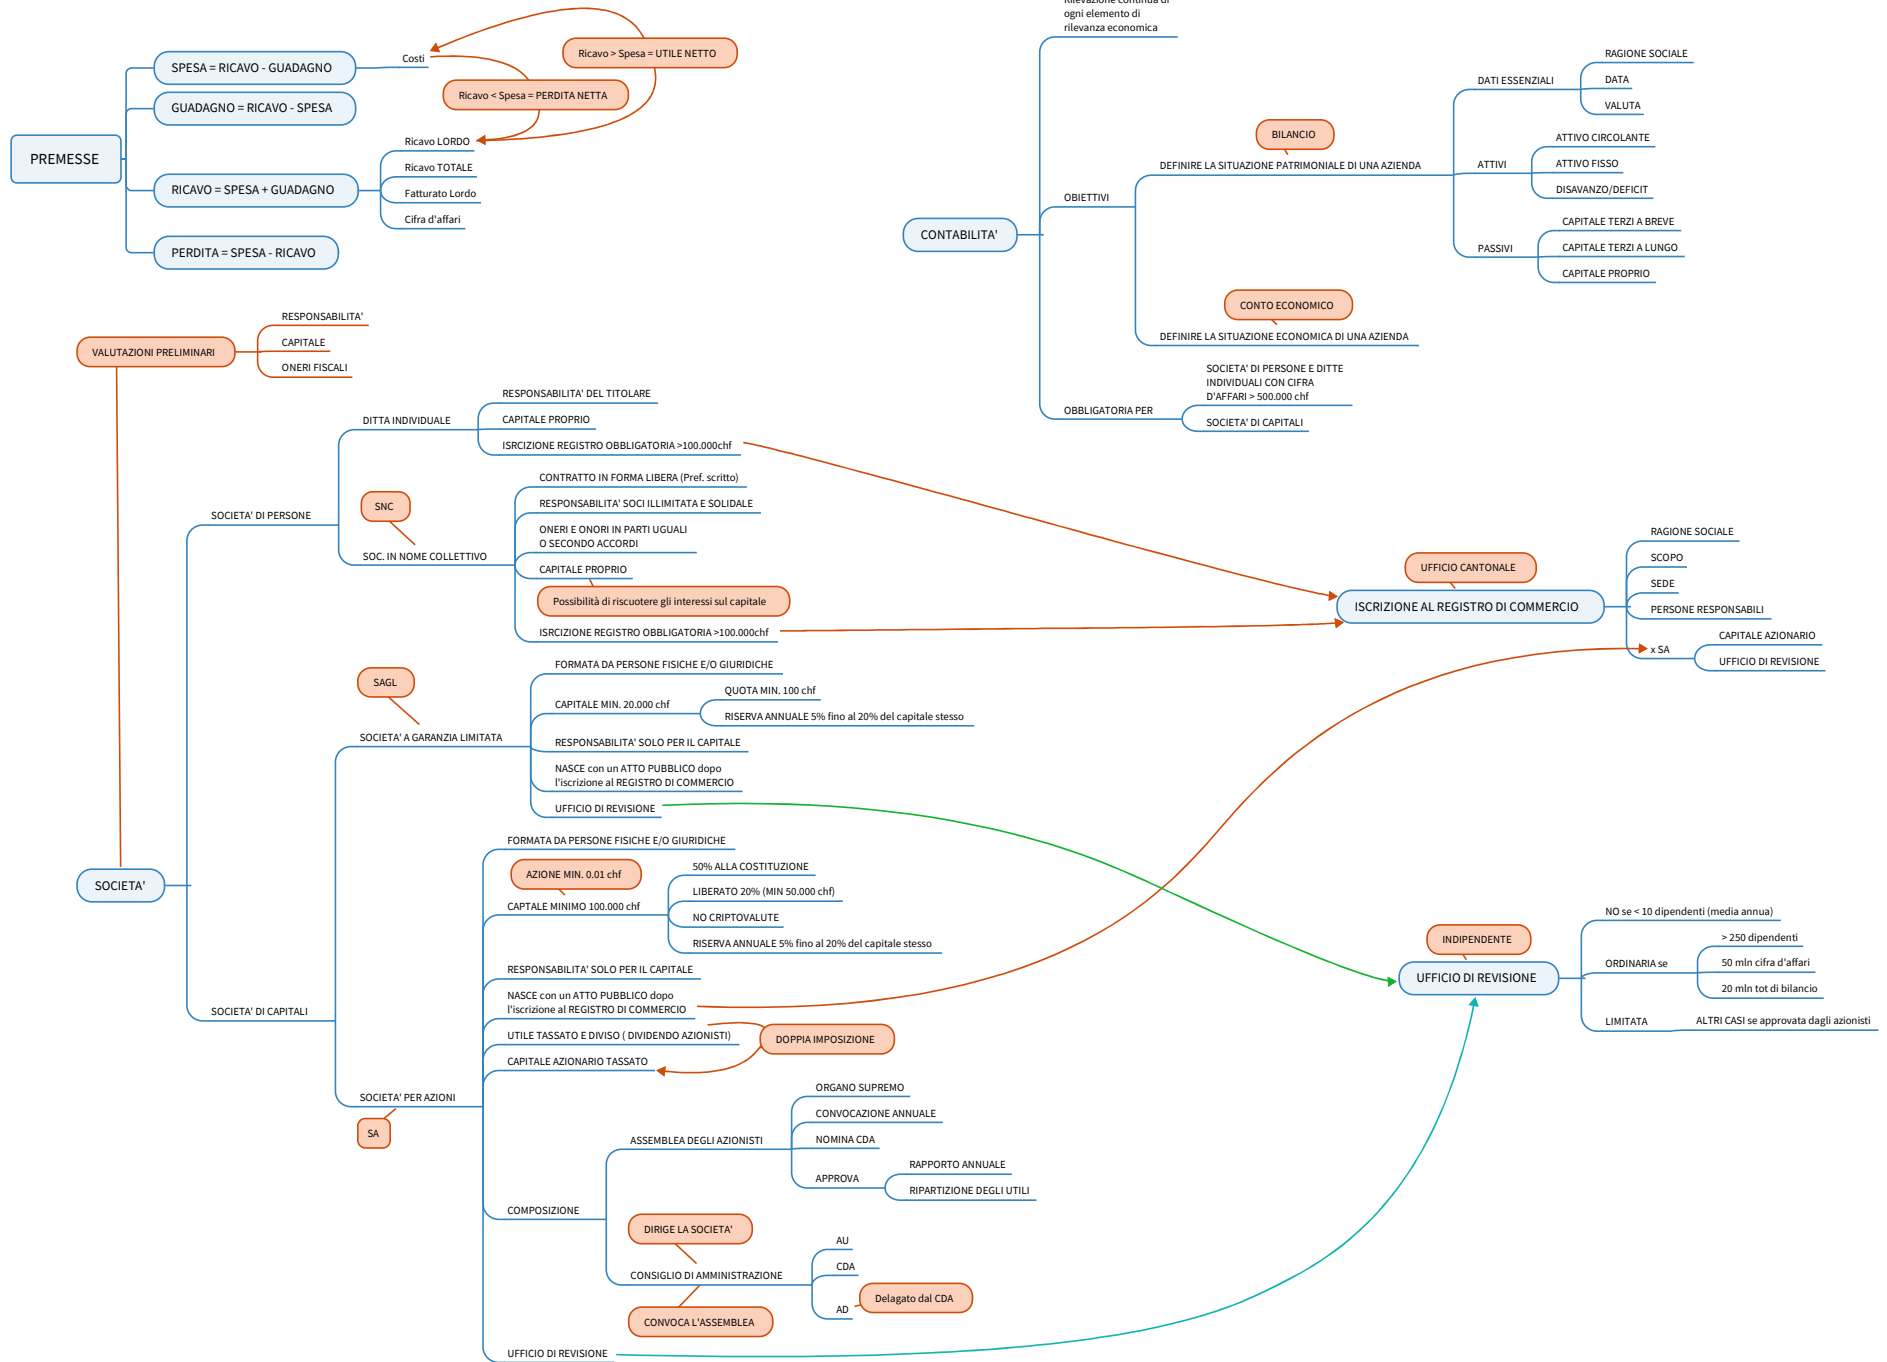 PREMESSE
SPESA = RICAVO - GUADAGNO
Costi
Ricavo > Spesa = UTILE NETTO
Ricavo < Spesa = PERDITA NETTA
GUADAGNO = RICAVO - SPESA
RICAVO = SPESA + GUADAGNO
Ricavo LORDO
Ricavo TOTALE
Fatturato Lordo
Cifra d'affari
PERDITA = SPESA - RICAVO
CONTABILITA'
ogni elemento di
rilevanza economica
OBIETTIVI
BILANCIO
DEFINIRE LA SITUAZIONE PATRIMONIALE DI UNA AZIENDA
DATI ESSENZIALI
RAGIONE SOCIALE
DATA
VALUTA
ATTIVI
ATTIVO CIRCOLANTE
ATTIVO FISSO
DISAVANZO/DEFICIT
PASSIVI
CAPITALE TERZI A BREVE
CAPITALE TERZI A LUNGO
CAPITALE PROPRIO
CONTO ECONOMICO
DEFINIRE LA SITUAZIONE ECONOMICA DI UNA AZIENDA
OBBLIGATORIA PER
SOCIETA' DI PERSONE E DITTE
INDIVIDUALI CON CIFRA
D'AFFARI > 500.000 chf
SOCIETA' DI CAPITALI
VALUTAZIONI PRELIMINARI
RESPONSABILITA'
CAPITALE
ONERI FISCALI
SOCIETA'
SOCIETA' DI PERSONE
DITTA INDIVIDUALE
RESPONSABILITA' DEL TITOLARE
CAPITALE PROPRIO
ISRCIZIONE REGISTRO OBBLIGATORIA >100.000chf
SNC
SOC. IN NOME COLLETTIVO
CONTRATTO IN FORMA LIBERA (Pref. scritto)
RESPONSABILITA' SOCI ILLIMITATA E SOLIDALE
ONERI E ONORI IN PARTI UGUALI
O SECONDO ACCORDI
CAPITALE PROPRIO
Possibilità di riscuotere gli interessi sul capitale
ISRCIZIONE REGISTRO OBBLIGATORIA >100.000chf
SOCIETA' DI CAPITALI
SAGL
SOCIETA' A GARANZIA LIMITATA
FORMATA DA PERSONE FISICHE E/O GIURIDICHE
CAPITALE MIN. 20.000 chf
QUOTA MIN. 100 chf
RISERVA ANNUALE 5% fino al 20% del capitale stesso
RESPONSABILITA' SOLO PER IL CAPITALE
NASCE con un ATTO PUBBLICO dopo
l'iscrizione al REGISTRO DI COMMERCIO
UFFICIO DI REVISIONE
SOCIETA' PER AZIONI
SA
FORMATA DA PERSONE FISICHE E/O GIURIDICHE
AZIONE MIN. 0.01 chf
CAPTALE MINIMO 100.000 chf
50% ALLA COSTITUZIONE
LIBERATO 20% (MIN 50.000 chf)
NO CRIPTOVALUTE
RISERVA ANNUALE 5% fino al 20% del capitale stesso
RESPONSABILITA' SOLO PER IL CAPITALE
NASCE con un ATTO PUBBLICO dopo
l'iscrizione al REGISTRO DI COMMERCIO
UTILE TASSATO E DIVISO ( DIVIDENDO AZIONISTI)
DOPPIA IMPOSIZIONE
CAPITALE AZIONARIO TASSATO
COMPOSIZIONE
ASSEMBLEA DEGLI AZIONISTI
ORGANO SUPREMO
CONVOCAZIONE ANNUALE
NOMINA CDA
APPROVA
RAPPORTO ANNUALE
RIPARTIZIONE DEGLI UTILI
DIRIGE LA SOCIETA'
CONSIGLIO DI AMMINISTRAZIONE
CONVOCA L'ASSEMBLEA
AU
CDA
AD
Delagato dal CDA
UFFICIO DI REVISIONE
UFFICIO CANTONALE
ISCRIZIONE AL REGISTRO DI COMMERCIO
RAGIONE SOCIALE
SCOPO
SEDE
PERSONE RESPONSABILI
x SA
CAPITALE AZIONARIO
UFFICIO DI REVISIONE
INDIPENDENTE
UFFICIO DI REVISIONE
NO se < 10 dipendenti (media annua)
ORDINARIA se
> 250 dipendenti
50 mln cifra d'affari
20 mln tot di bilancio
LIMITATA
ALTRI CASI se approvata dagli azionisti